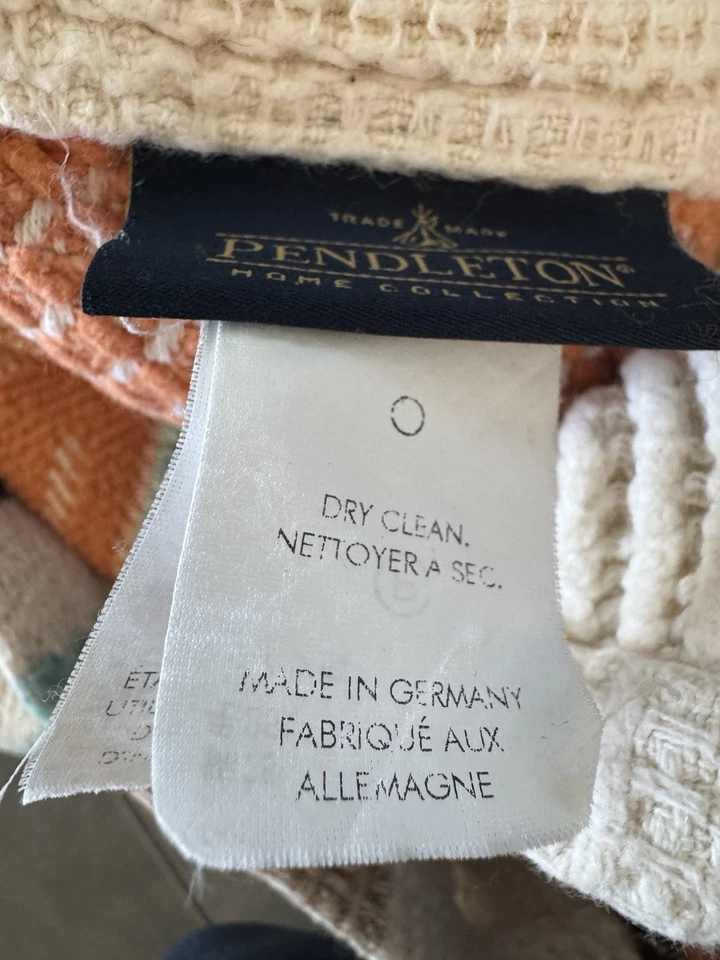 TRADE MARK
PENDLETON®
HOME COLLECTION
DRY CLEAN.
NETTOYER A SEC.
MADE IN GERMANY
FABRIQUÉ AUX
ALLEMAGNE